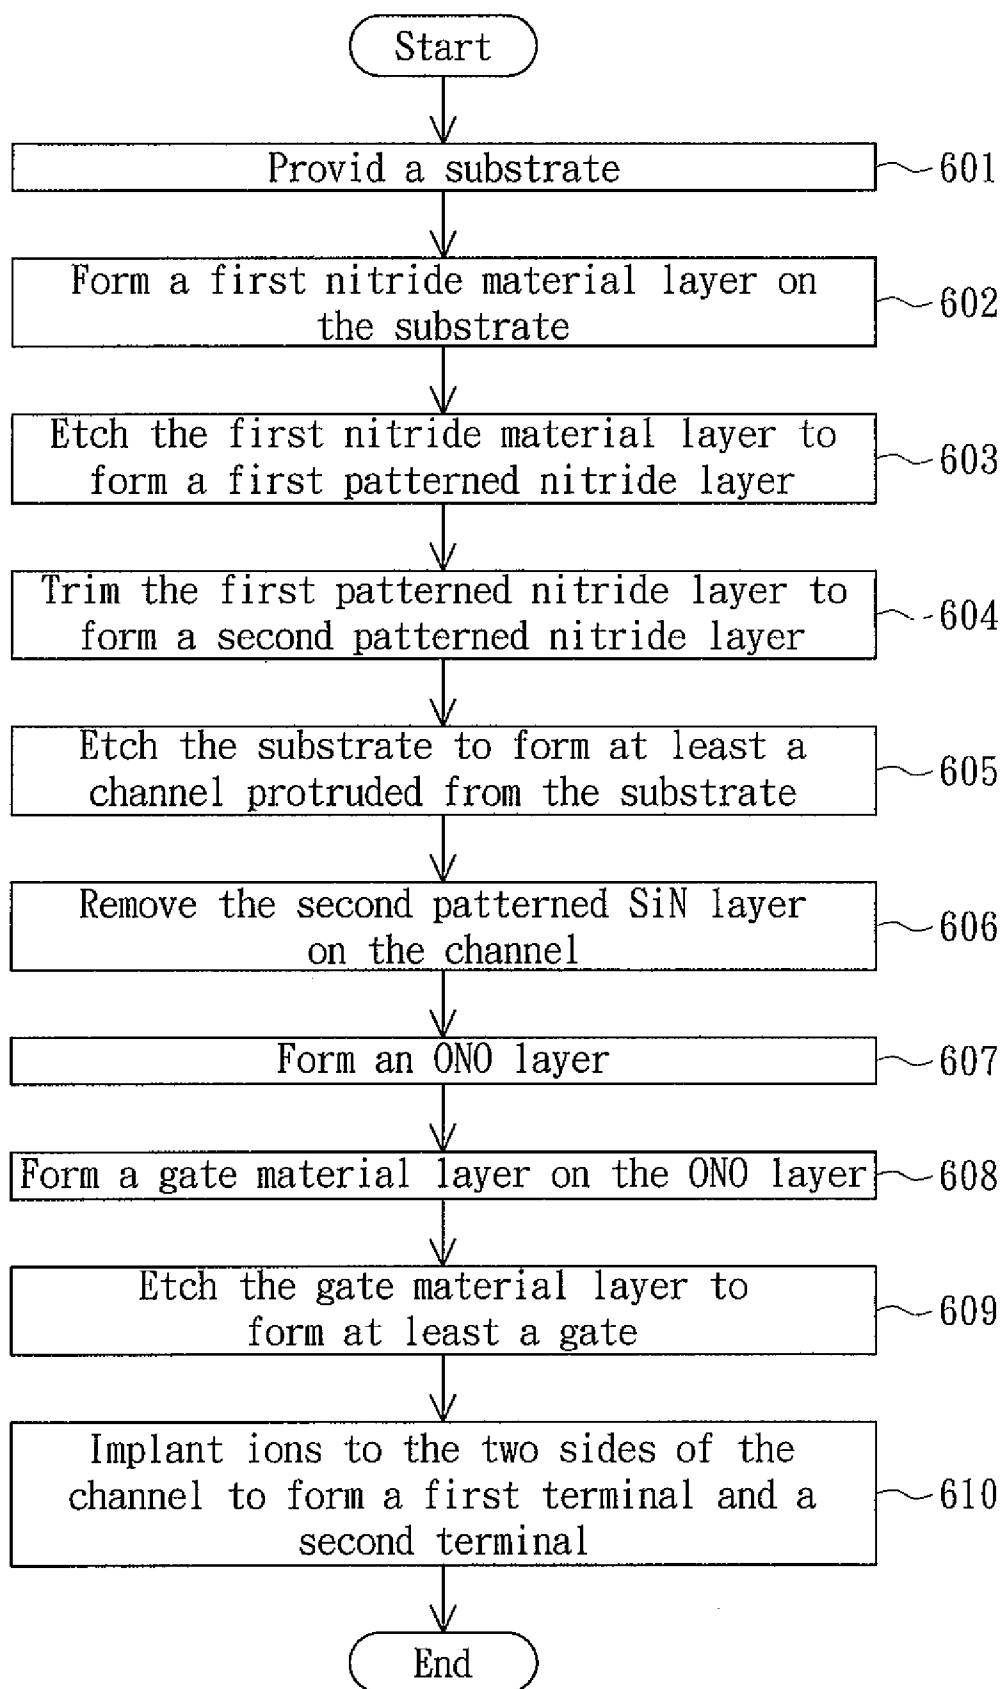 Start
Provid a substrate
601
Form a first nitride material layer on
the substrate
602
Etch the first nitride material layer to
form a first patterned nitride layer
603
Trim the first patterned nitride layer to
form a second patterned nitride layer
604
Etch the substrate to form at least a
channel protruded from the substrate
605
Remove the second patterned SiN layer
on the channel
606
Form an ONO layer
607
Form a gate material layer on the ONO layer
608
Etch the gate material layer to
form at least a gate
609
Implant ions to the two sides of the
channel to form a first terminal and a
second terminal
610
End